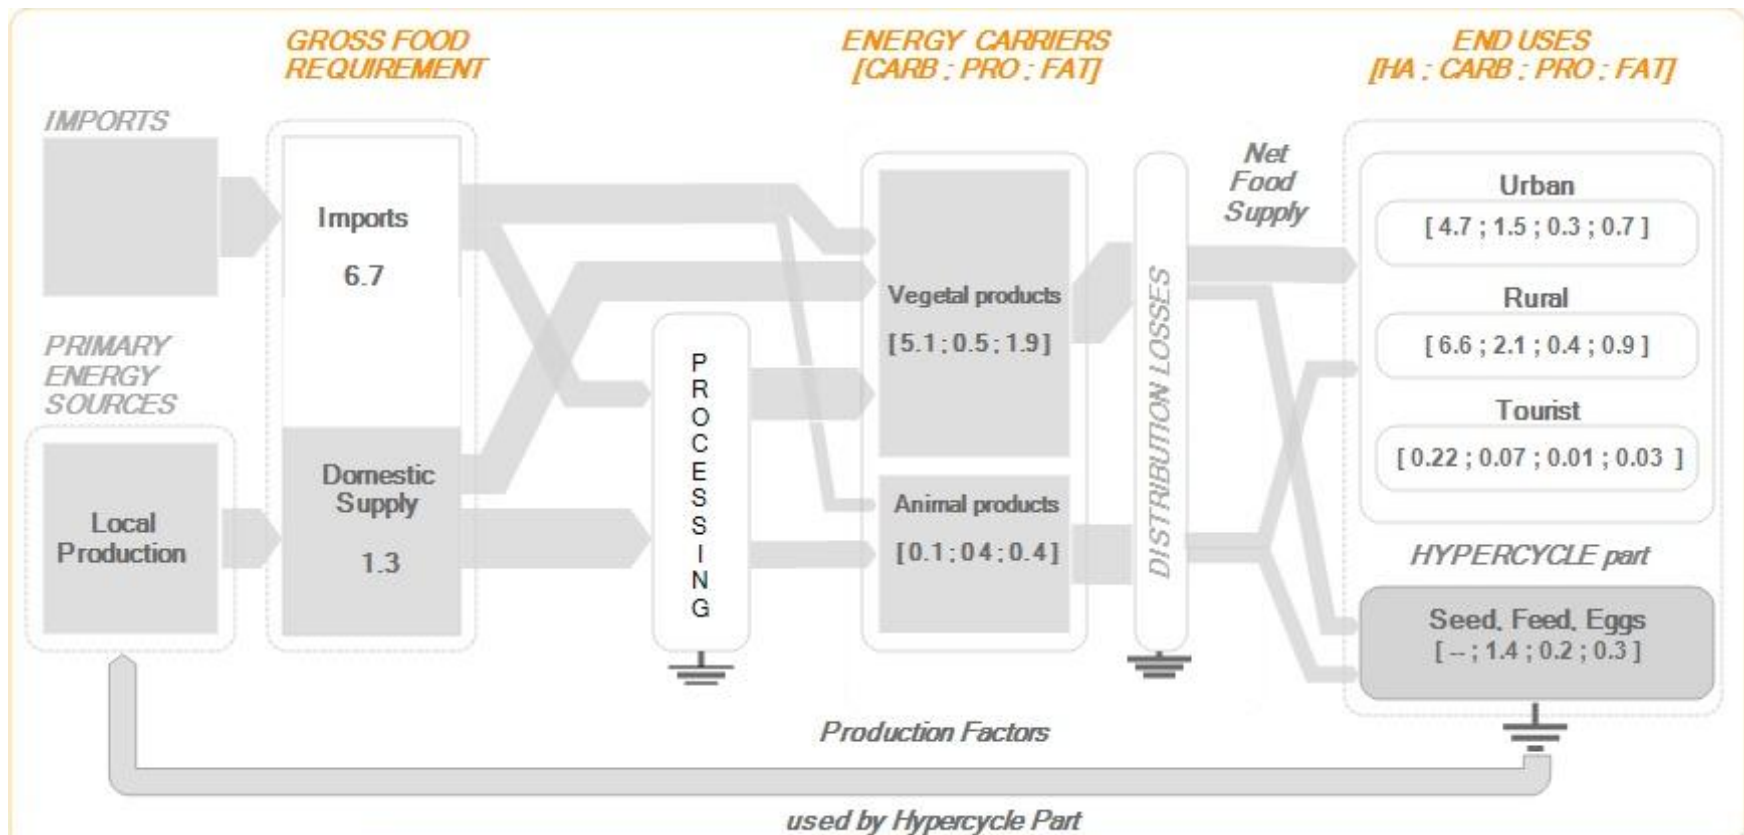 GROSS FOOD
REQUIREMENT
ENERGY CARRIERS
[CARB ; PRO ; FAT]
END USES
[HA ; CARB ; PRO ; FAT]
IMPORTS
Imports
6.7
PRIMARY
ENERGY
SOURCES
Local
Production
Domestic
Supply
1.3
PROCESSING
Vegetal products
[ 5.1 ; 0.5 ; 1.9 ]
Animal products
[ 0.1 ; 0 4 ; 0.4 ]
DISTRIBUTION LOSSES
Net
Food
Supply
Urban
[ 4.7 ; 1.5 ; 0.3 ; 0.7 ]
Rural
[ 6.6 ; 2.1 ; 0.4 ; 0.9 ]
Tourist
[ 0.22 ; 0.07 ; 0.01 ; 0.03 ]
HYPERCYCLE part
Seed, Feed, Eggs
[ -- ; 1.4 ; 0.2 ; 0.3 ]
Production Factors
used by Hypercycle Part